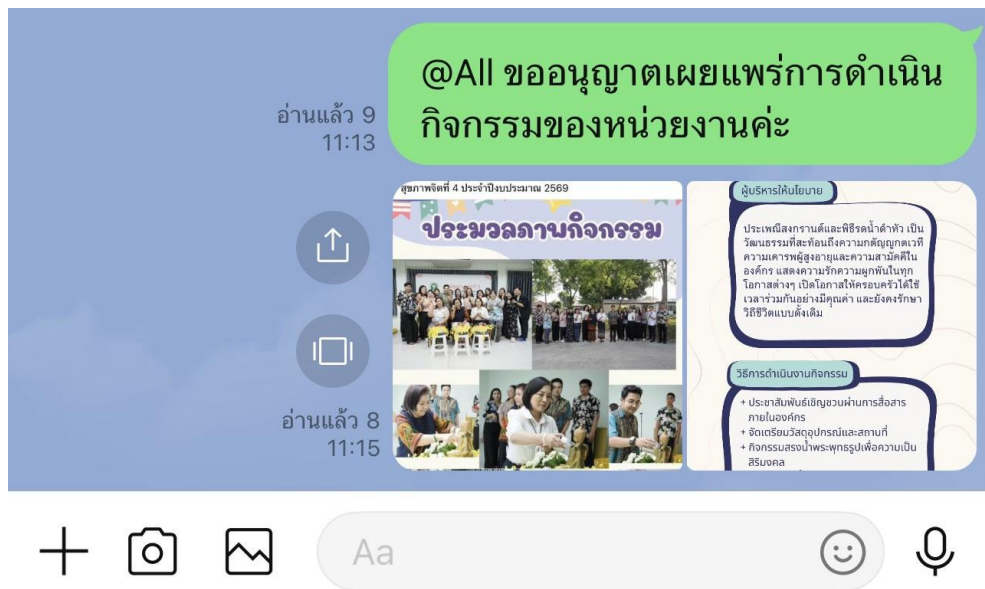 @All ขออนุญาตเผยแพร่การดำเนิน
กิจกรรมของหน่วยงานค่ะ
อ่านแล้ว 9
11:13
สุขภาพจิตที่ 4 ประจำปีงบประมาณ 2569
ประมวลภาพกิจกรรม
ผู้บริหารให้นโยบาย
ประเพณีสงกรานต์และพิธีรดน้ำดำหัว เป็น
วัฒนธรรมที่สะท้อนถึงความกตัญญูกตเวที
ความเคารพผู้สูงอายุและความสามัคคีใน
องค์กร แสดงความรักความผูกพันในทุก
โอกาสต่างๆ เปิดโอกาสให้ครอบครัวได้ใช้
เวลาร่วมกันอย่างมีคุณค่า และยังคงรักษา
วิถีชีวิตแบบดั้งเดิม
วิธีการดำเนินงานกิจกรรม
+ ประชาสัมพันธ์เชิญชวนผ่านการสื่อสาร
ภายในองค์กร
+ จัดเตรียมวัสดุอุปกรณ์และสถานที่
+ กิจกรรมสรงน้ำพระพุทธรูปเพื่อความเป็น
สิริมงคล
อ่านแล้ว 8
11:15
Aa